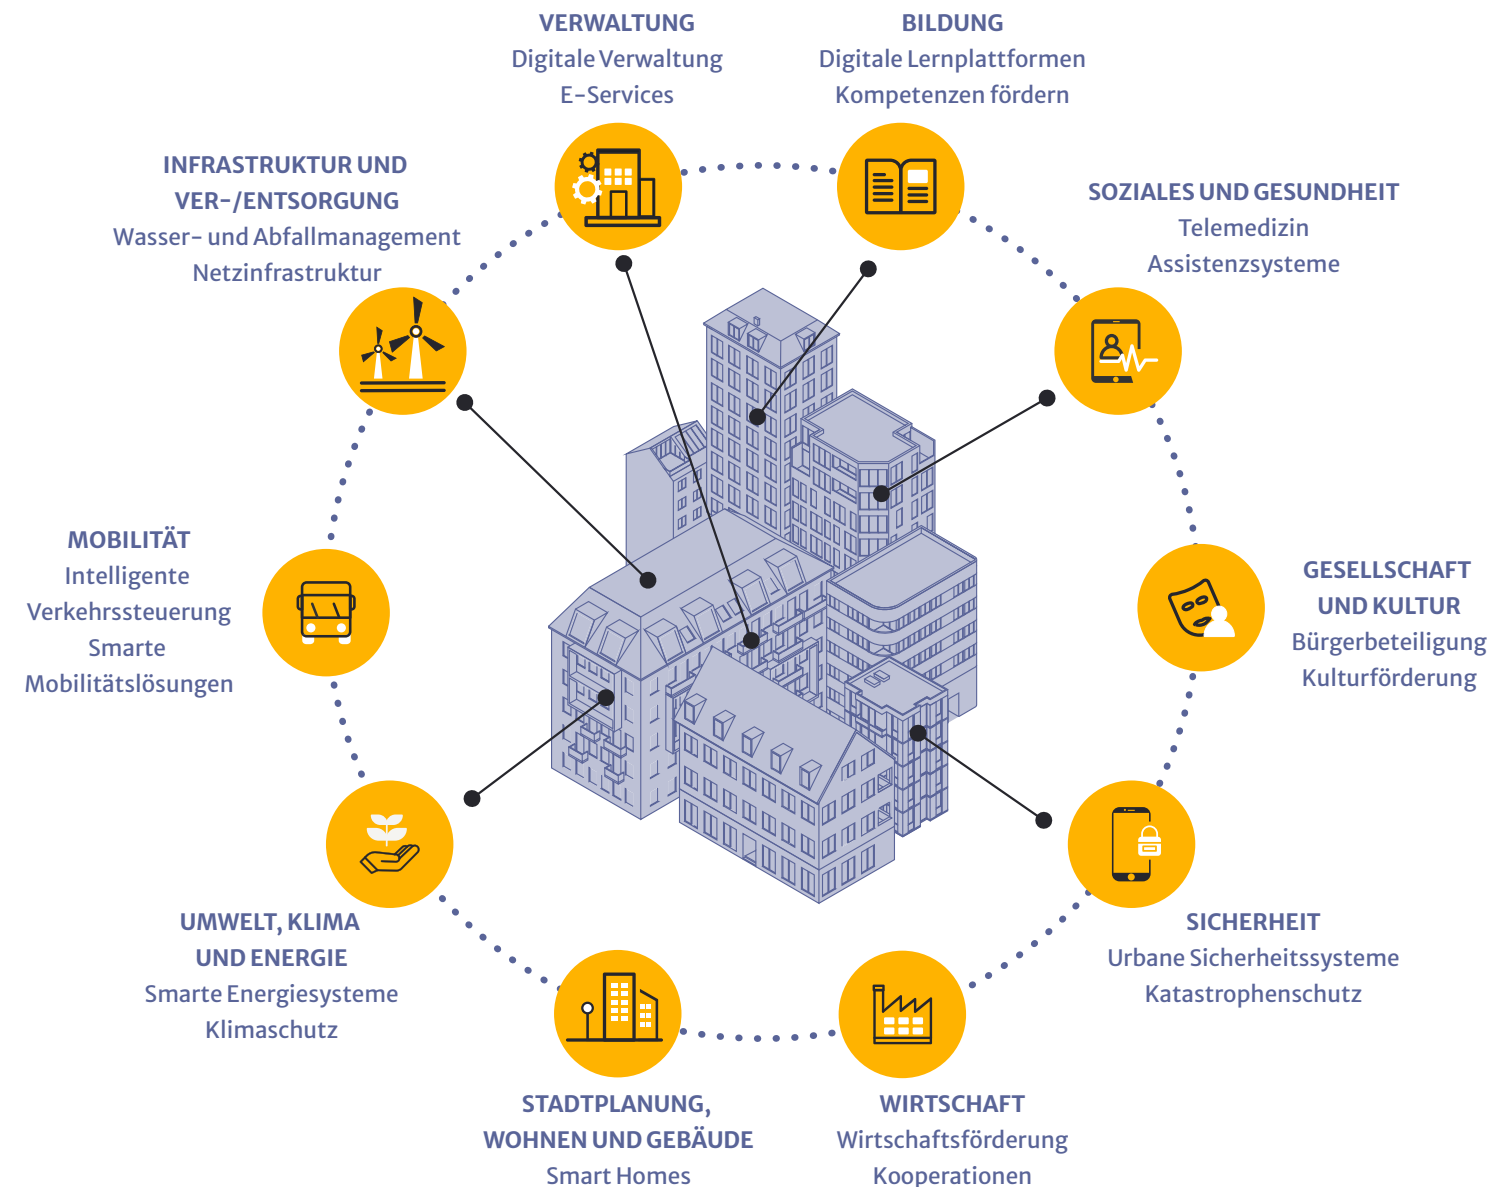 VERWALTUNG
Digitale Verwaltung
E-Services
BILDUNG
Digitale Lernplattformen
Kompetenzen fördern
INFRASTRUKTUR UND
VER-/ENTSORGUNG
Wasser- und Abfallmanagement
Netzinfrastruktur
SOZIALES UND GESUNDHEIT
Telemedizin
Assistenzsysteme
MOBILITÄT
Intelligente
Verkehrssteuerung
Smarte
Mobilitätslösungen
GESELLSCHAFT
UND KULTUR
Bürgerbeteiligung
Kulturförderung
UMWELT, KLIMA
UND ENERGIE
Smarte Energiesysteme
Klimaschutz
SICHERHEIT
Urbane Sicherheitssysteme
Katastrophenschutz
STADTPLANUNG,
WOHNEN UND GEBÄUDE
Smart Homes
WIRTSCHAFT
Wirtschaftsförderung
Kooperationen